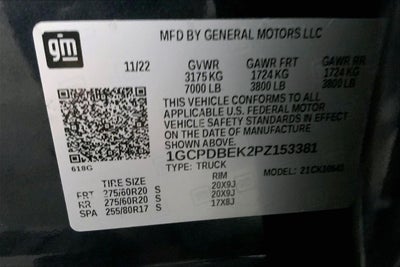 gm
MFD BY GENERAL MOTORS LLC
11/22 GVWR GAWR FRT GAWR RR
3175 KG 1724 KG 1724 KG
7000 LB 3800 LB 3800 LB
THIS VEHICLE CONFORMS TO ALL
APPLICABLE U.S. FEDERAL MOTOR
VEHICLE SAFETY STANDARDS IN EFFECT
ON THE DATE OF MANUFACTURE
SHOWN ABOVE.
1GCPDBEK2PZ153381
TYPE: TRUCK MODEL: 21CK10543
618G
TIRE SIZE RIM
FRT 275/60R20 S 20X9J
RR 275/60R20 S 20X9J
SPA 255/80R17 S 17X8J